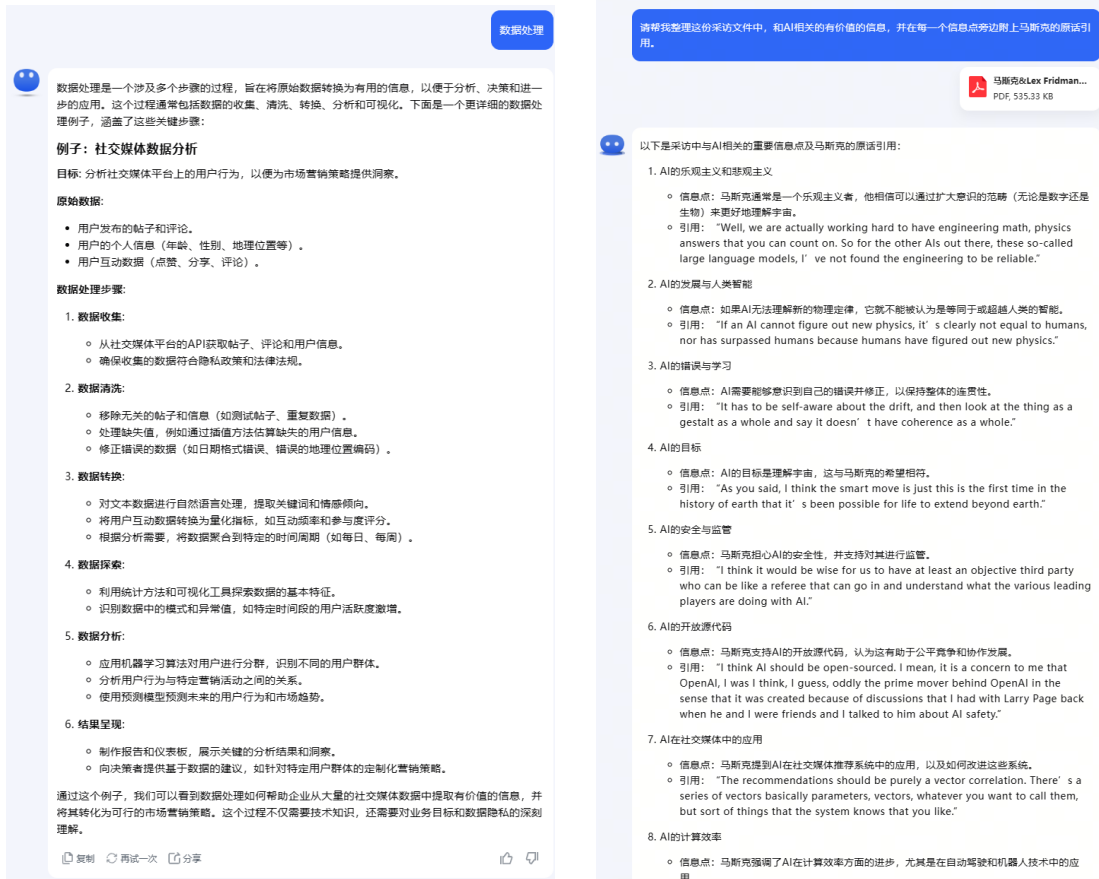 数据处理
数据处理是一个涉及多个步骤的过程，旨在将原始数据转换为有用的信息，以便于分析、决策和进一
步的应用。这个过程通常包括数据的收集、清洗、转换、分析和可视化。下面是一个更详细的数据处
理例子，涵盖了这些关键步骤：
例子：社交媒体数据分析
目标: 分析社交媒体平台上的用户行为，以便为市场营销策略提供洞察。
原始数据:
• 用户发布的帖子和评论。
• 用户的个人信息（年龄、性别、地理位置等）。
• 用户互动数据（点赞、分享、评论）。
数据处理步骤:
1. 数据收集:
从社交媒体平台的API获取帖子、评论和用户信息。
确保收集的数据符合隐私政策和法律法规。
2. 数据清洗:
移除无关的帖子和信息（如测试帖子、重复数据）。
处理缺失值，例如通过插值方法估算缺失的用户信息。
修正错误的数据（如日期格式错误、错误的地理位置编码）。
3. 数据转换:
对文本数据进行自然语言处理，提取关键词和情感倾向。
将用户互动数据转换为量化指标，如互动频率和参与度评分。
根据分析需要，将数据聚合到特定的时间周期（如每日、每周）。
4. 数据探索:
利用统计方法和可视化工具探索数据的基本特征。
识别数据中的模式和异常值，如特定时间段的用户活跃度激增。
5. 数据分析:
应用机器学习算法对用户进行分群，识别不同的用户群体。
分析用户行为与特定营销活动之间的关系。
使用预测模型预测未来的用户行为和市场趋势。
6. 结果呈现:
制作报告和仪表板，展示关键的分析结果和洞察。
向决策者提供基于数据的建议，如针对特定用户群体的定制化营销策略。
通过这个例子，我们可以看到数据处理如何帮助企业从大量的社交媒体数据中提取有价值的信息，并
将其转化为可行的市场营销策略。这个过程不仅需要技术知识，还需要对业务目标和数据隐私的深刻
理解。
复制 再试一次 分享
请帮我整理这份采访文件中，和AI相关的有价值的信息，并在每一个信息点旁边附上马斯克的原话引
用。
马斯克&Lex Fridman...
PDF, 535.33 KB
以下是采访中与AI相关的重要信息点及马斯克的原话引用：
1. AI的乐观主义和悲观主义
信息点：马斯克通常是一个乐观主义者，他相信可以通过扩大意识的范畴（无论是数字还是
生物）来更好地理解宇宙。
引用： “Well, we are actually working hard to have engineering math, physics
answers that you can count on. So for the other AIs out there, these so-called
large language models, I’ve not found the engineering to be reliable.”
2. AI的发展与人类智能
信息点：如果AI无法理解新的物理定律，它就不能被认为是等同于或超越人类的智能。
引用： “If an AI cannot figure out new physics, it’s clearly not equal to humans,
nor has surpassed humans because humans have figured out new physics.”
3. AI的错误与学习
信息点：AI需要能够意识到自己的错误并修正，以保持整体的连贯性。
引用： “It has to be self-aware about the drift, and then look at the thing as a
gestalt as a whole and say it doesn’t have coherence as a whole.”
4. AI的目标
信息点：AI的目标是理解宇宙，这与马斯克的希望相符。
引用： “As you said, I think the smart move is just this is the first time in the
history of earth that it’s been possible for life to extend beyond earth.”
5. AI的安全与监管
信息点：马斯克担心AI的安全性，并支持对其进行监管。
引用： “I think it would be wise for us to have at least an objective third party
who can be like a referee that can go in and understand what the various leading
players are doing with AI.”
6. AI的开放源代码
信息点：马斯克支持AI的开放源代码，认为这有助于公平竞争和协作发展。
引用： “I think AI should be open-sourced. I mean, it is a concern to me that
OpenAI, I was I think, I guess, oddly the prime mover behind OpenAI in the
sense that it was created because of discussions that I had with Larry Page back
when he and I were friends and I talked to him about AI safety.”
7. AI在社交媒体中的应用
信息点：马斯克提到AI在社交媒体推荐系统中的应用，以及如何改进这些系统。
引用： “The recommendations should be purely a vector correlation. There’s a
series of vectors basically parameters, vectors, whatever you want to call them,
but sort of things that the system knows that you like.”
8. AI的计算效率
信息点：马斯克强调了AI在计算效率方面的进步，尤其是在自动驾驶和机器人技术中的应
用